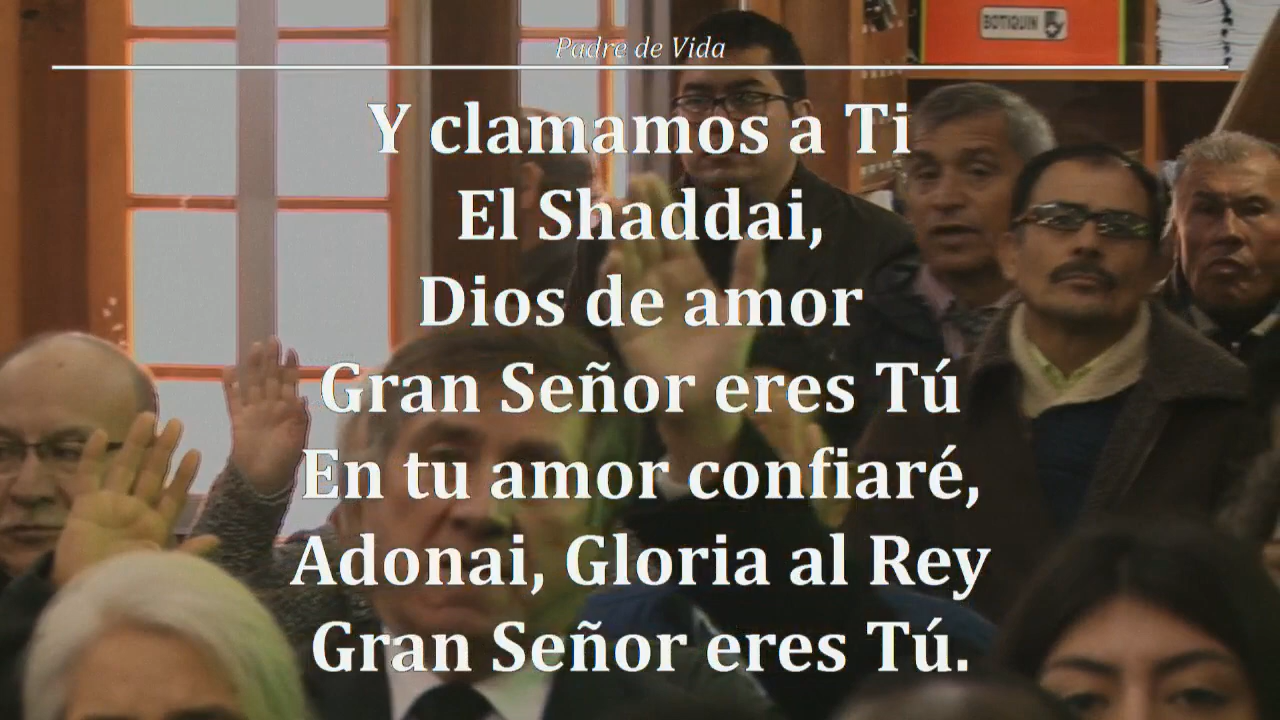 Padre de Vida
BOTIQUIN
Y clamamos a Ti
El Shaddai,
Dios de amor
Gran Señor eres Tú
En tu amor confiaré,
Adonai, Gloria al Rey
Gran Señor eres Tú.